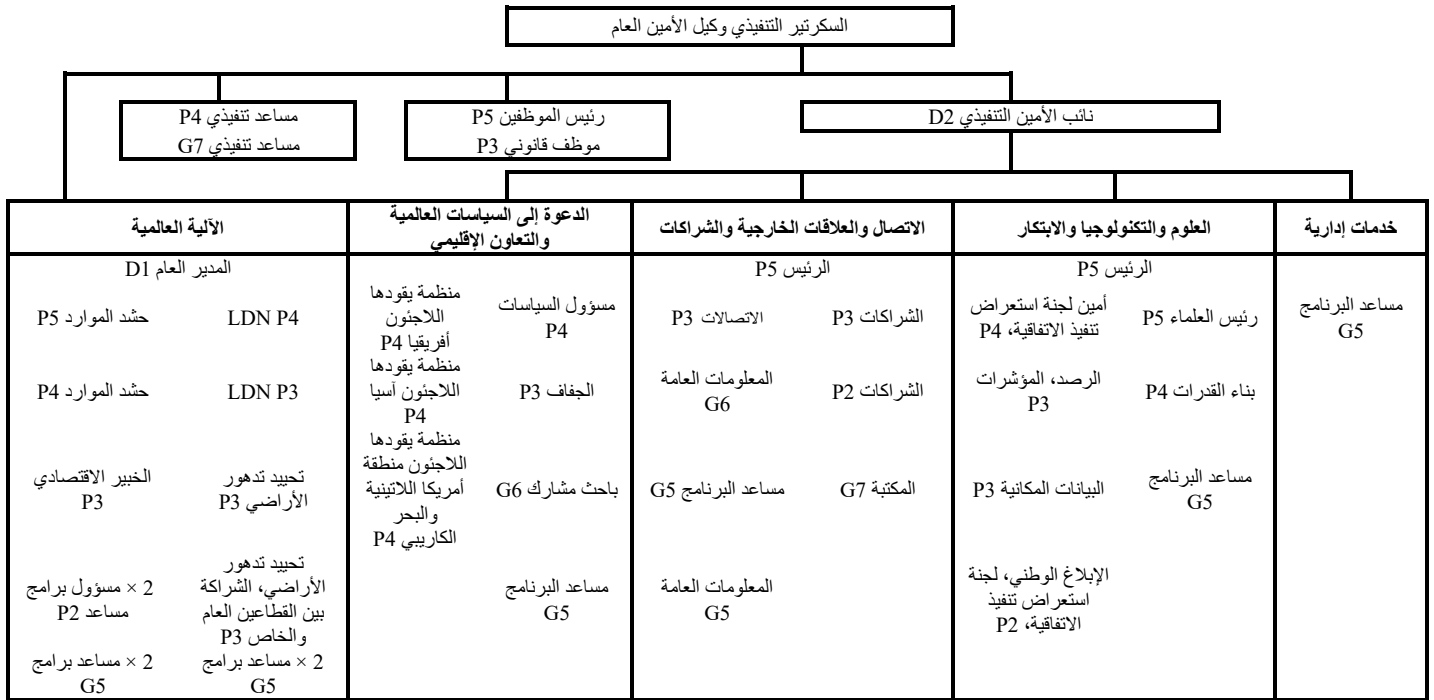 السكرتير التنفيذي وكيل الأمين العام
نائب الأمين التنفيذي D2
رئيس الموظفين P5
موظف قانوني P3
مساعد تنفيذي P4
مساعد تنفيذي G7
خدمات إدارية
مساعد البرنامج
G5
العلوم والتكنولوجيا والابتكار
الرئيس P5
رئيس العلماء P5
أمين لجنة استعراض
تنفيذ الاتفاقية، P4
بناء القدرات P4
الرصد، المؤشرات
P3
مساعد البرنامج
G5
البيانات المكانية P3
الإبلاغ الوطني، لجنة
استعراض تنفيذ
الاتفاقية، P2
الاتصال والعلاقات الخارجية والشراكات
الرئيس P5
الشراكات P3
الاتصالات P3
الشراكات P2
المعلومات العامة
G6
المكتبة G7
مساعد البرنامج G5
المعلومات العامة
G5
الدعوة إلى السياسات العالمية
والتعاون الإقليمي
مسؤول السياسات
P4
منظمة يقودها
اللاجئون
أفريقيا P4
الجفاف P3
منظمة يقودها
اللاجئون آسيا
P4
باحث مشارك G6
منظمة يقودها
اللاجئون منطقة
أمريكا اللاتينية
والبحر
الكاريبي P4
مساعد البرنامج
G5
الآلية العالمية
المدير العام D1
LDN P4
حشد الموارد P5
LDN P3
حشد الموارد P4
تحييد تدهور
الأراضي P3
الخبير الاقتصادي
P3
تحييد تدهور
الأراضي، الشراكة
بين القطاعين العام
والخاص P3
2 × مسؤول برامج
مساعد P2
2 × مساعد برامج
G5
2 × مساعد برامج
G5